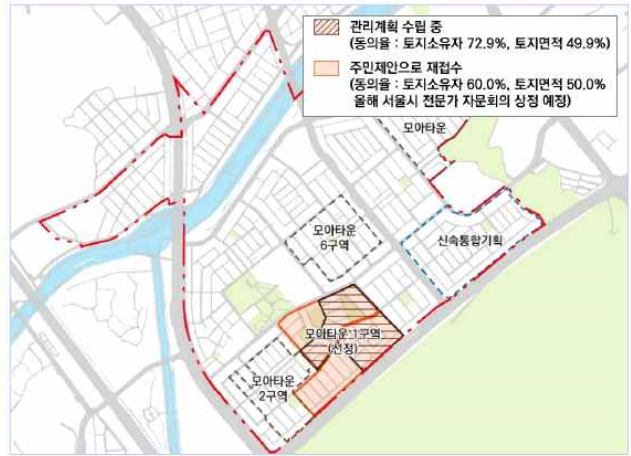 관리계획 수립 중
(동의율 : 토지소유자 72.9%, 토지면적 49.9%)
주민제안으로 재접수
(동의율 : 토지소유자 60.0%, 토지면적 50.0%
올해 서울시 전문가 자문회의 상정 예정)
모아타운
모아타운
6구역
신속통합기획
모아타운 1구역
(선정)
모아타운
2구역